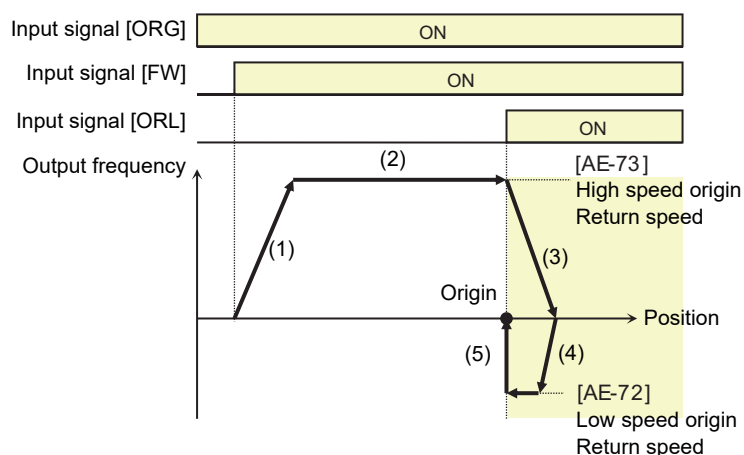 Input signal [ORG]
ON
Input signal [FW]
ON
Input signal [ORL]
ON
Output frequency
(2)
[AE-73]
High speed origin
Return speed
(1)
(3)
Origin
Position
(5)
(4)
[AE-72]
Low speed origin
Return speed